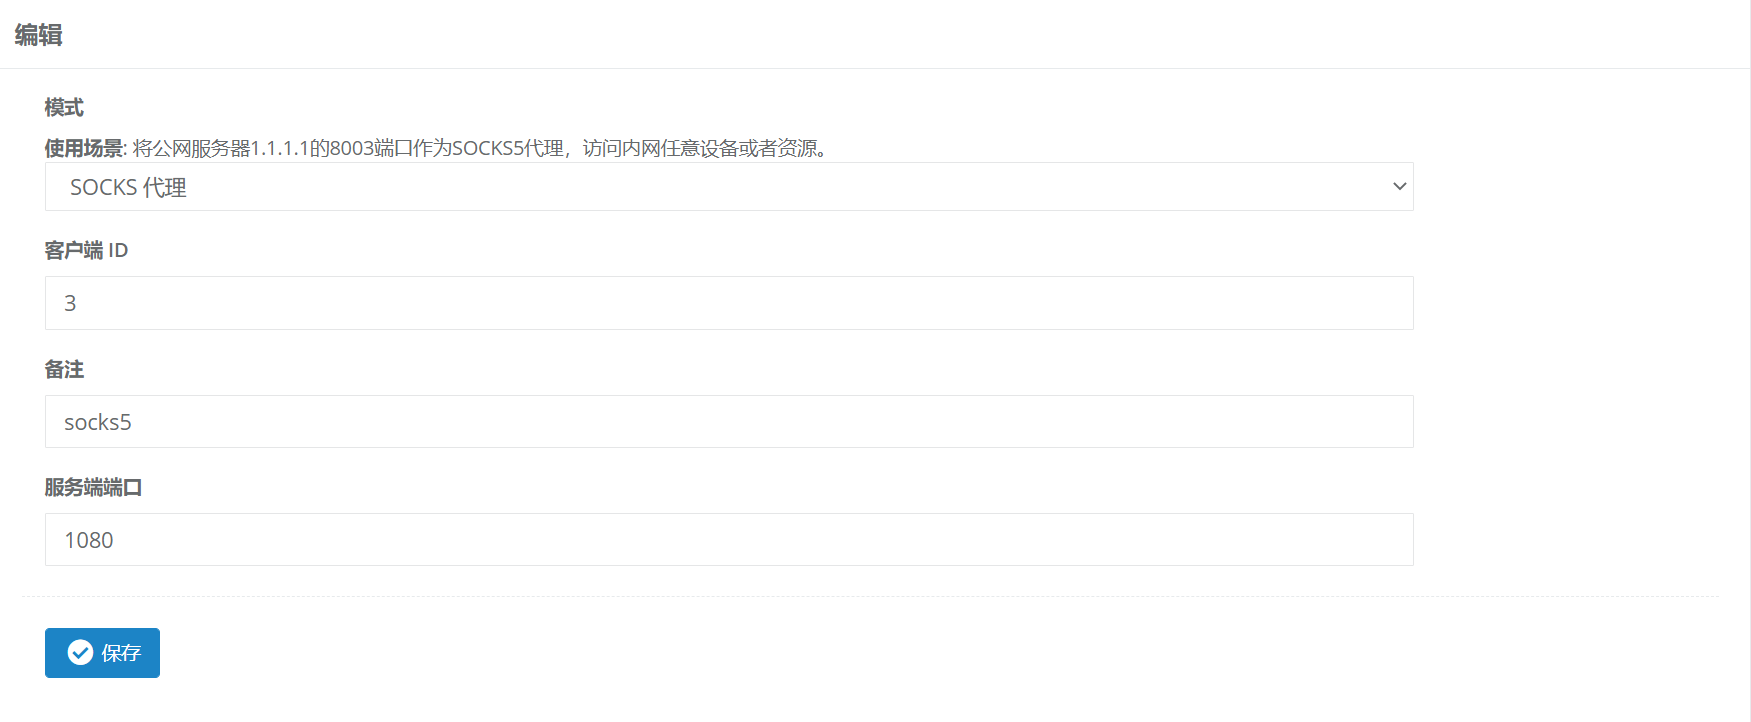 编辑
模式
使用场景: 将公网服务器1.1.1.1的8003端口作为SOCKS5代理，访问内网任意设备或者资源。
SOCKS 代理
客户端 ID
3
备注
socks5
服务端端口
1080
保存